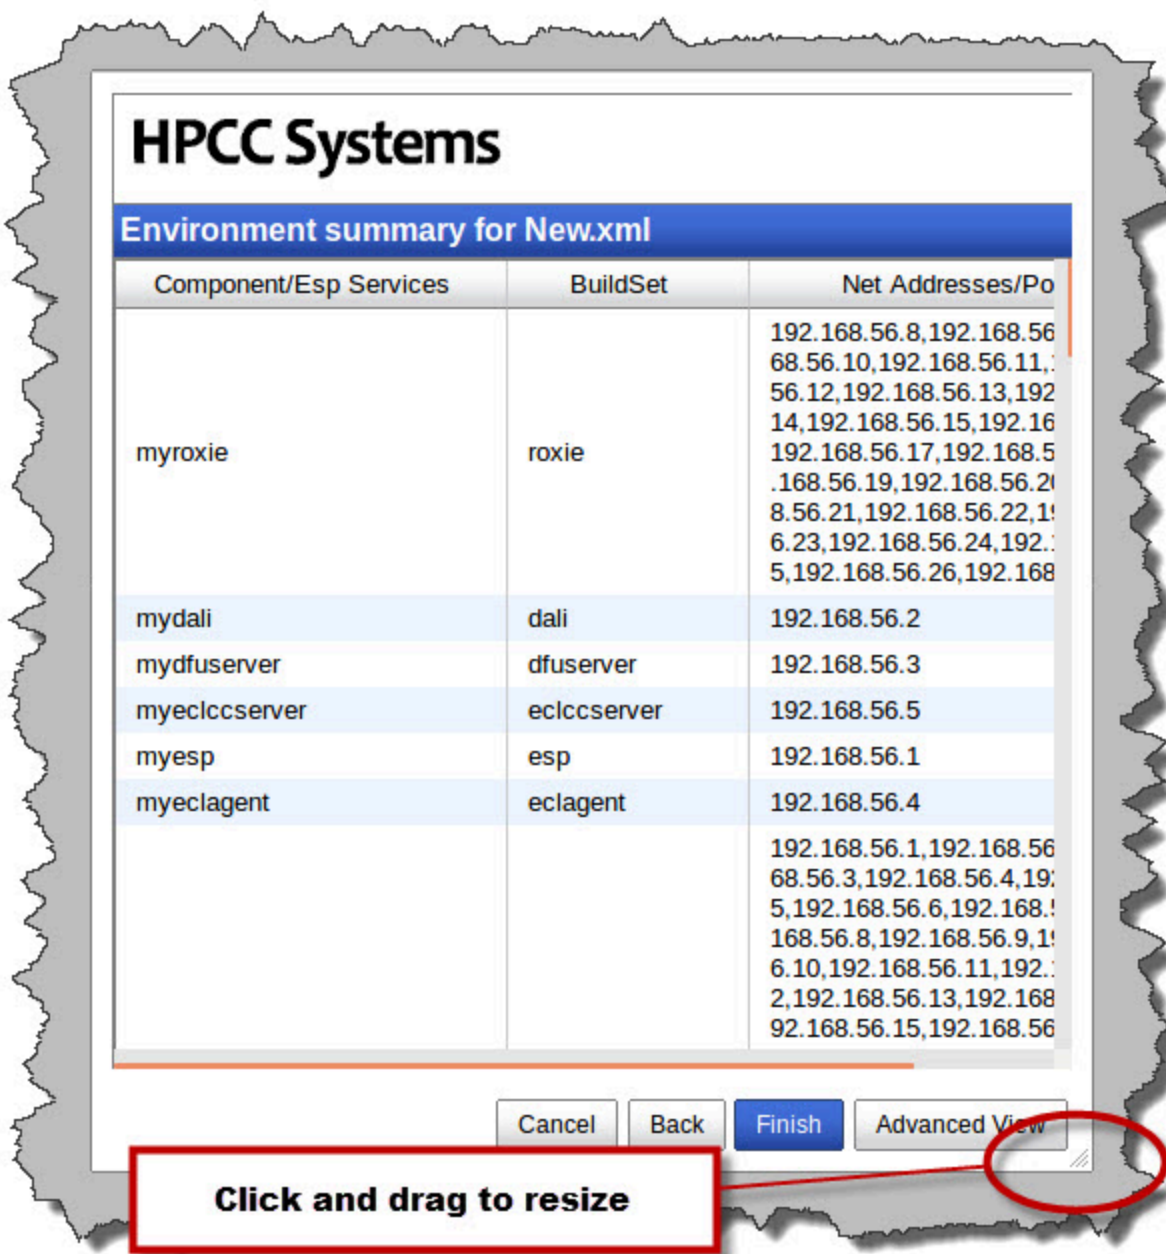 HPCC Systems
Environment summary for New.xml
Component/Esp Services BuildSet Net Addresses/Po
192.168.56.8,192.168.56
68.56.10,192.168.56.11,
56.12,192.168.56.13,192
14,192.168.56.15,192.16
myroxie roxie 192.168.56.17,192.168.5
.168.56.19,192.168.56.20
8.56.21,192.168.56.22,19
6.23,192.168.56.24,192.
5,192.168.56.26,192.168
mydali dali 192.168.56.2
mydfuserver dfuserver 192.168.56.3
myeclccserver eclccserver 192.168.56.5
myesp esp 192.168.56.1
myeclagent eclagent 192.168.56.4
192.168.56.1,192.168.56
68.56.3,192.168.56.4,192
5,192.168.56.6,192.168.
168.56.8,192.168.56.9,19
6.10,192.168.56.11,192.
2,192.168.56.13,192.168
92.168.56.15,192.168.56
Cancel Back Finish Advanced View
Click and drag to resize